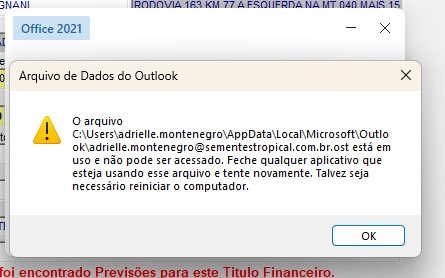 GNANI
RODOVIA 163 KM 77 A ESQUERDA NA MT 040 MAIS 15
Office 2021
Arquivo de Dados do Outlook
O arquivo
C:\Users\adrielle.montenegro\AppData\Local\Microsoft\Outlo
ok\adrielle.montenegro@sementestropical.com.br.ost está em
uso e não pode ser acessado. Feche qualquer aplicativo que
esteja usando esse arquivo e tente novamente. Talvez seja
necessário reiniciar o computador.
OK
foi encontrado Previsões para este Titulo Financeiro.